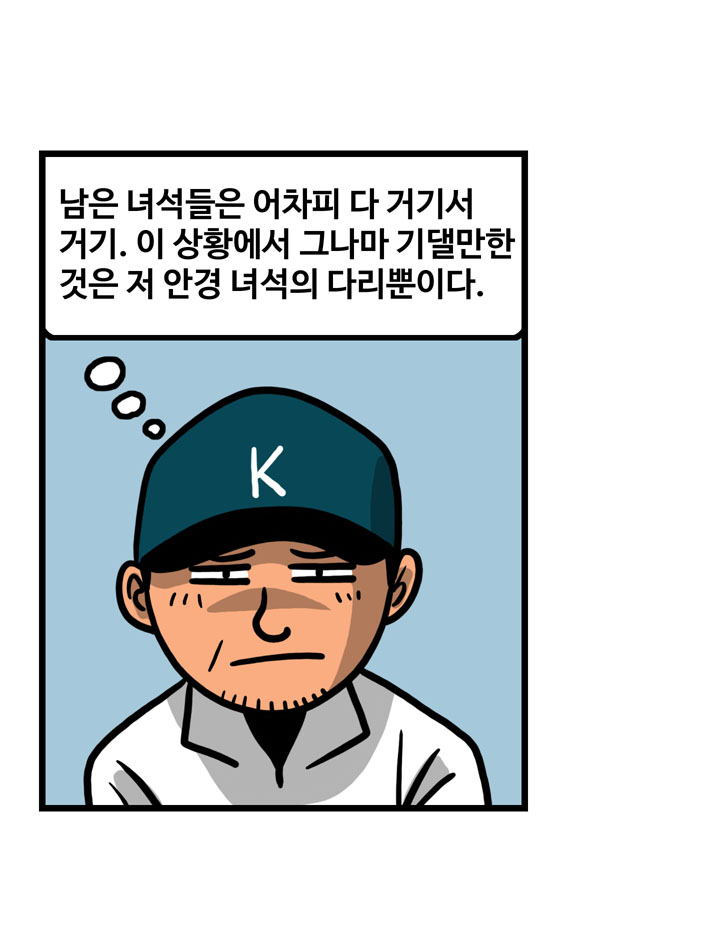 남은 녀석들은 어차피 다 거기서
거기. 이 상황에서 그나마 기댈만한
것은 저 안경 녀석의 다리뿐이다.
K